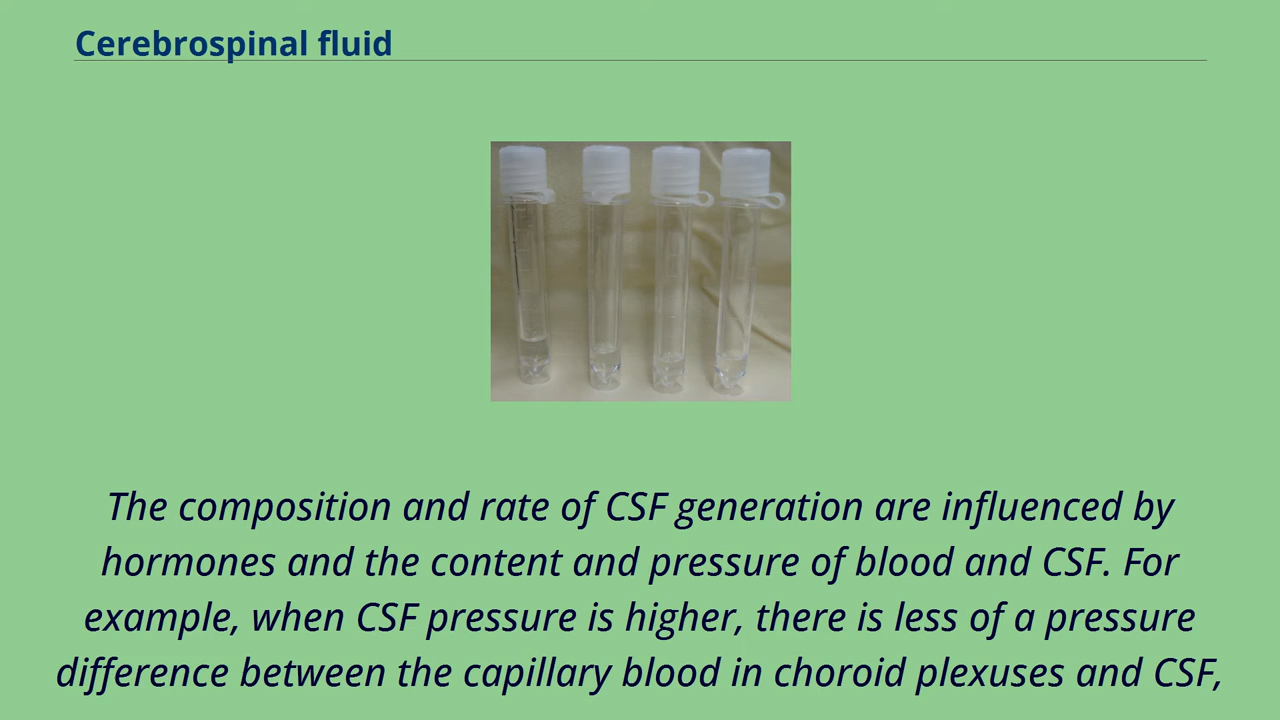 Cerebrospinal fluid
The composition and rate of CSF generation are influenced by
hormones and the content and pressure of blood and CSF. For
example, when CSF pressure is higher, there is less of a pressure
difference between the capillary blood in choroid plexuses and CSF,